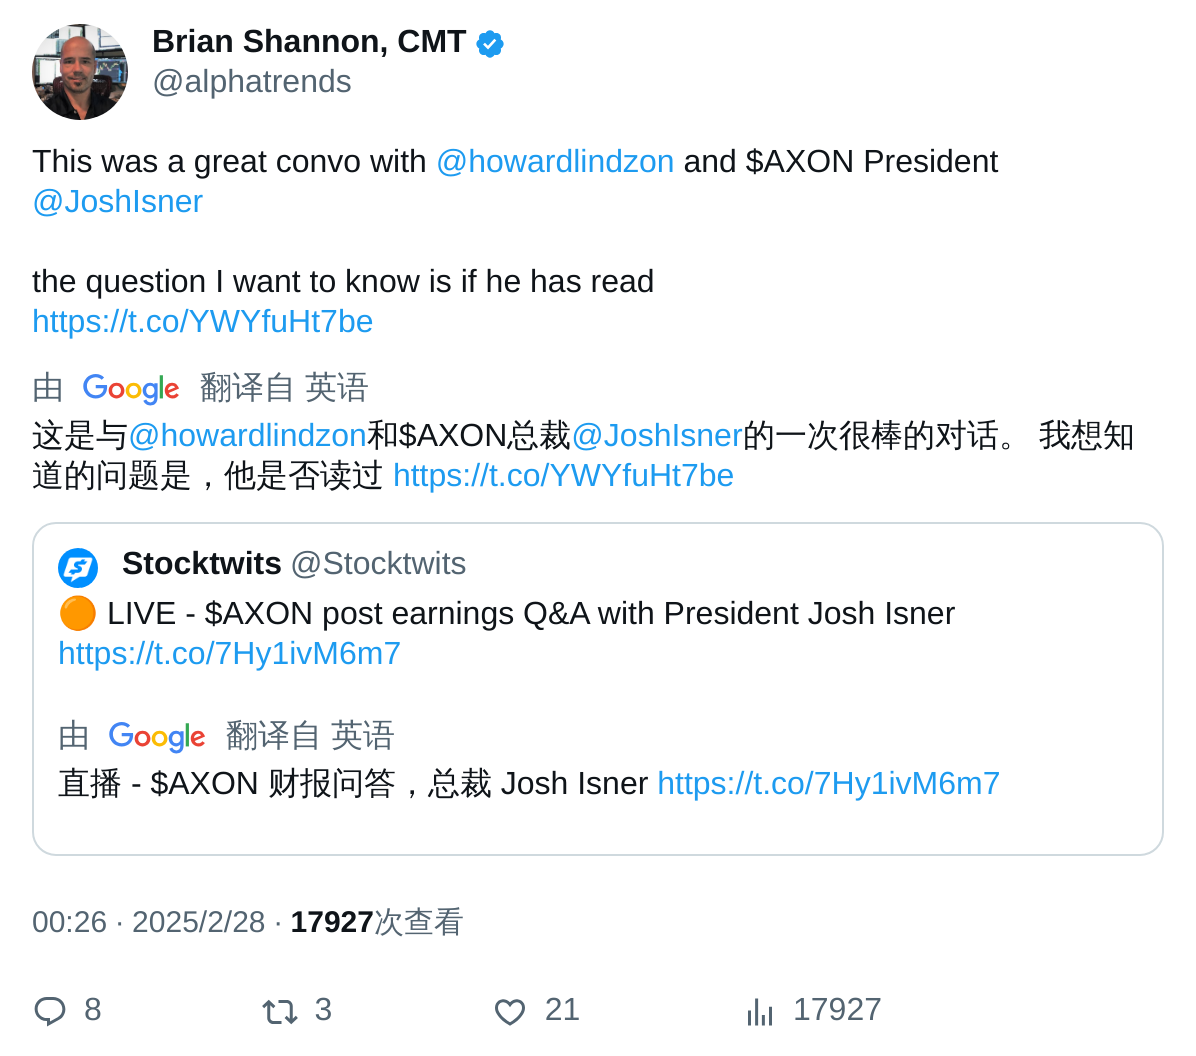 Brian Shannon, CMT
@alphatrends
This was a great convo with @howardlindzon and $AXON President
@JoshIsner
the question I want to know is if he has read
https://t.co/YWYfuHt7be
由 Google 翻译自 英语
这是与@howardlindzon和$AXON总裁@JoshIsner的一次很棒的对话。 我想知
道的问题是，他是否读过 https://t.co/YWYfuHt7be
Stocktwits @Stocktwits
🟠 LIVE - $AXON post earnings Q&A with President Josh Isner
https://t.co/7Hy1ivM6m7
由 Google 翻译自 英语
直播 - $AXON 财报问答，总裁 Josh Isner https://t.co/7Hy1ivM6m7
00:26 · 2025/2/28 · 17927次查看
8 3 21 17927